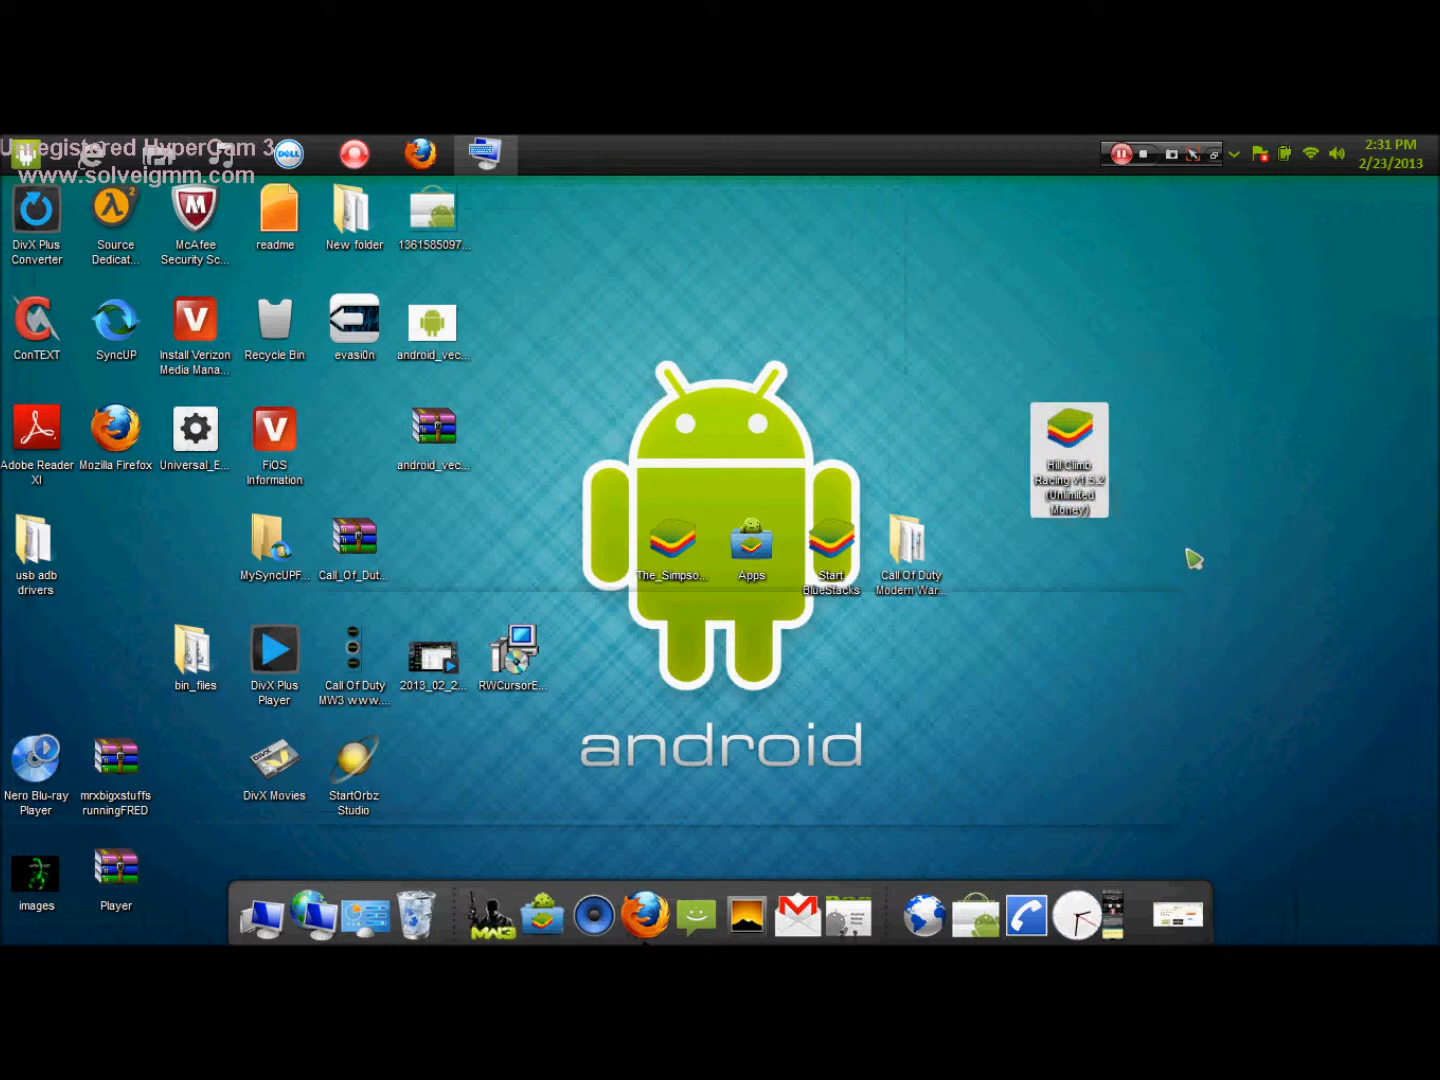 Unregistered HyperCam 3
www.solveigmm.com
DELL
2:31 PM
2/23/2013
DivX Plus
Converter
Source
Dedicat...
McAfee
Security Sc...
readme
New folder
1361585097...
ConTEXT
SyncUP
Install Verizon
Media Mana...
Recycle Bin
evasi0n
android_vec...
Adobe Reader
XI
Mozilla Firefox
Universal_E...
FiOS
Information
android_vec...
Hill Climb
Racing v1.5.2
(Unlimited
Money)
usb adb
drivers
MySyncUPF...
Call_Of_Dut...
The_Simpso...
Apps
Start
BlueStacks
Call Of Duty
Modern War...
bin_files
DivX Plus
Player
Call Of Duty
MW3 www....
2013_02_2...
RWCursorE...
android
Nero Blu-ray
Player
mrxbigxstuffs
runningFRED
DivX Movies
StartOrbz
Studio
images
Player
MW3